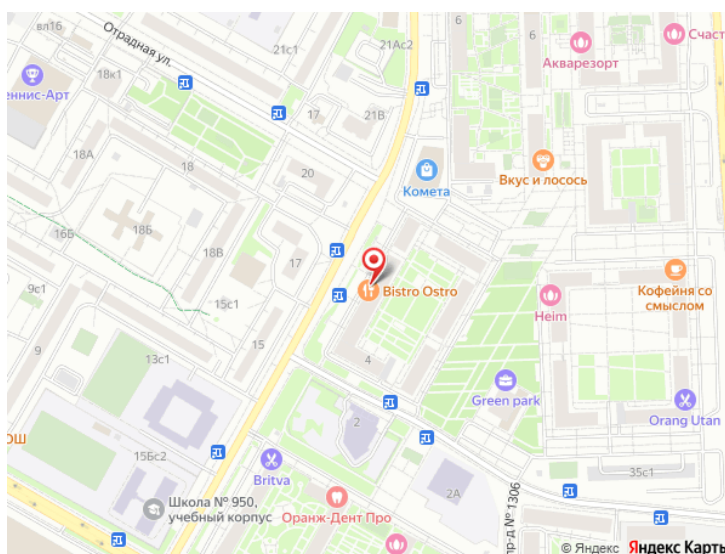 вл16
Отрадная ул.
21с1
21Ас2
6
6
Счаст
Акварезорт
18к1
еннис-Арт
17
21В
18А
18
20
Комета
Вкус и лосось
16Б
18Б
18В
17
Bistro Ostro
Кофейня со
смыслом
9с1
15с1
Heim
9
13с1
15
4
Green park
Orang Utan
2
ОШ
15Бс2
Britva
2А
35с1
Школа № 950,
учебный корпус
Оранж-Дент Про
пр-д № 1306
© Яндекс Яндекс Карты